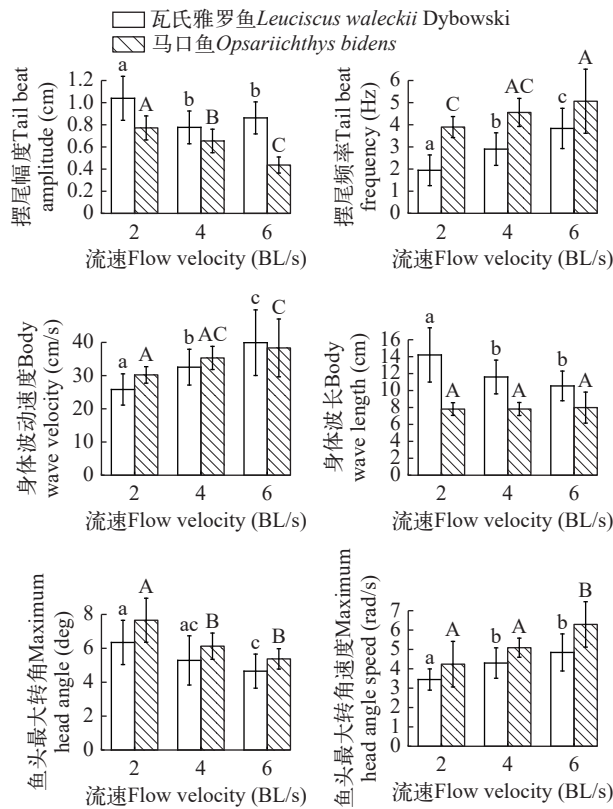 瓦氏雅罗鱼Leuciscus waleckii Dybowski
马口鱼Opsariichthys bidens
摆尾幅度Tail beat
amplitude (cm)
1.2
1.0
0.8
0.6
0.4
0.2
0
a
A
b
B
b
C
2 4 6
流速Flow velocity (BL/s)
摆尾频率Tail beat
frequency (Hz)
6
5
4
3
2
1
0
a
C
b
AC
c
A
2 4 6
流速Flow velocity (BL/s)
身体波动速度Body
wave velocity (cm/s)
40
30
20
10
0
a
A
b
AC
c
C
2 4 6
流速Flow velocity (BL/s)
身体波长Body
wave length (cm)
16
14
12
10
8
6
4
2
0
a
A
b
A
b
A
2 4 6
流速Flow velocity (BL/s)
鱼头最大转角Maximum
head angle (deg)
8
6
4
2
0
a
A
ac
B
c
B
2 4 6
流速Flow velocity (BL/s)
鱼头最大转角速度Maximum
head angle speed (rad/s)
7
6
5
4
3
2
1
0
a
A
b
A
b
B
2 4 6
流速Flow velocity (BL/s)